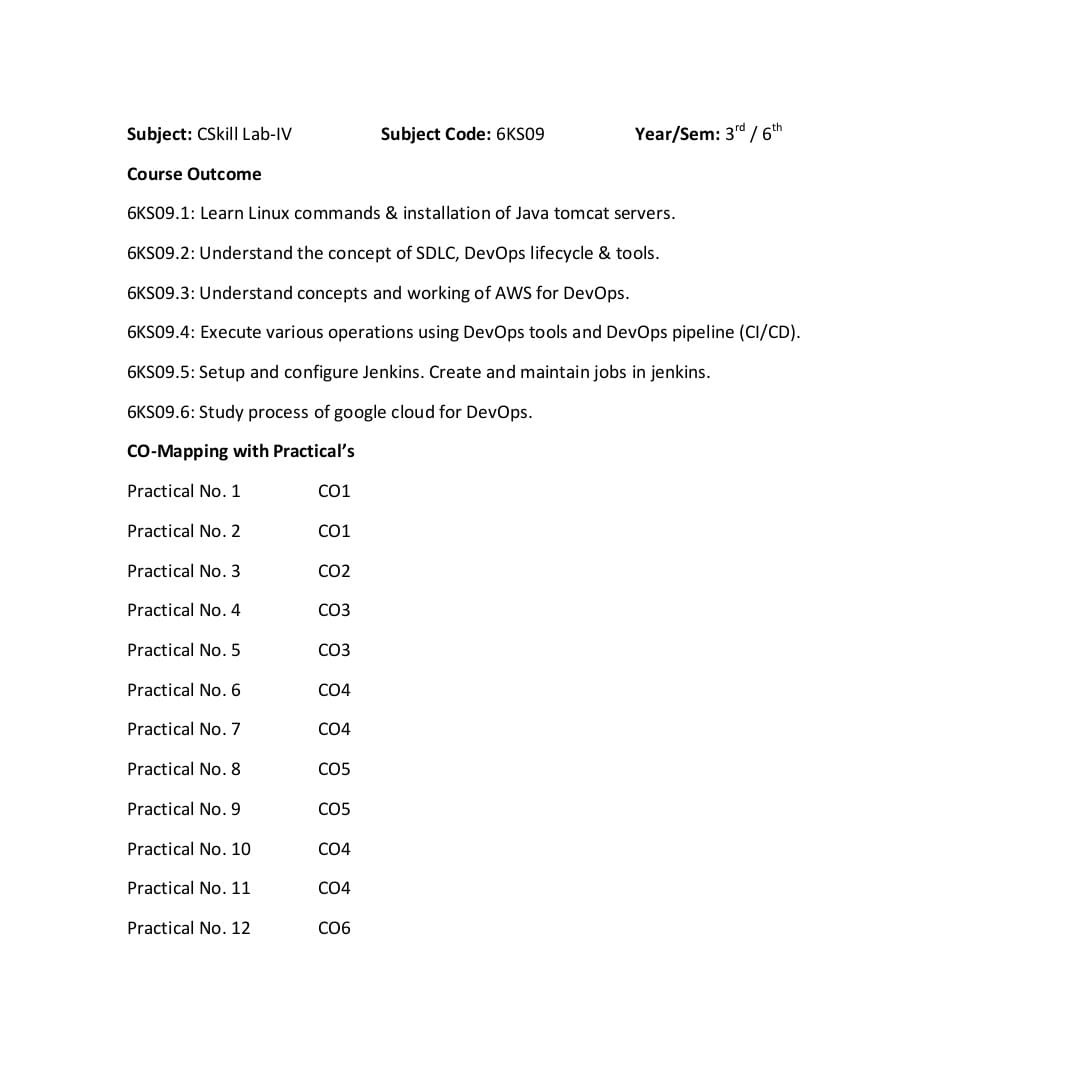 Subject: CSkill Lab-IV Subject Code: 6KS09 Year/Sem: 3rd / 6th
Course Outcome
6KS09.1: Learn Linux commands & installation of Java tomcat servers.
6KS09.2: Understand the concept of SDLC, DevOps lifecycle & tools.
6KS09.3: Understand concepts and working of AWS for DevOps.
6KS09.4: Execute various operations using DevOps tools and DevOps pipeline (CI/CD).
6KS09.5: Setup and configure Jenkins. Create and maintain jobs in jenkins.
6KS09.6: Study process of google cloud for DevOps.
CO-Mapping with Practical’s
Practical No. 1 CO1
Practical No. 2 CO1
Practical No. 3 CO2
Practical No. 4 CO3
Practical No. 5 CO3
Practical No. 6 CO4
Practical No. 7 CO4
Practical No. 8 CO5
Practical No. 9 CO5
Practical No. 10 CO4
Practical No. 11 CO4
Practical No. 12 CO6